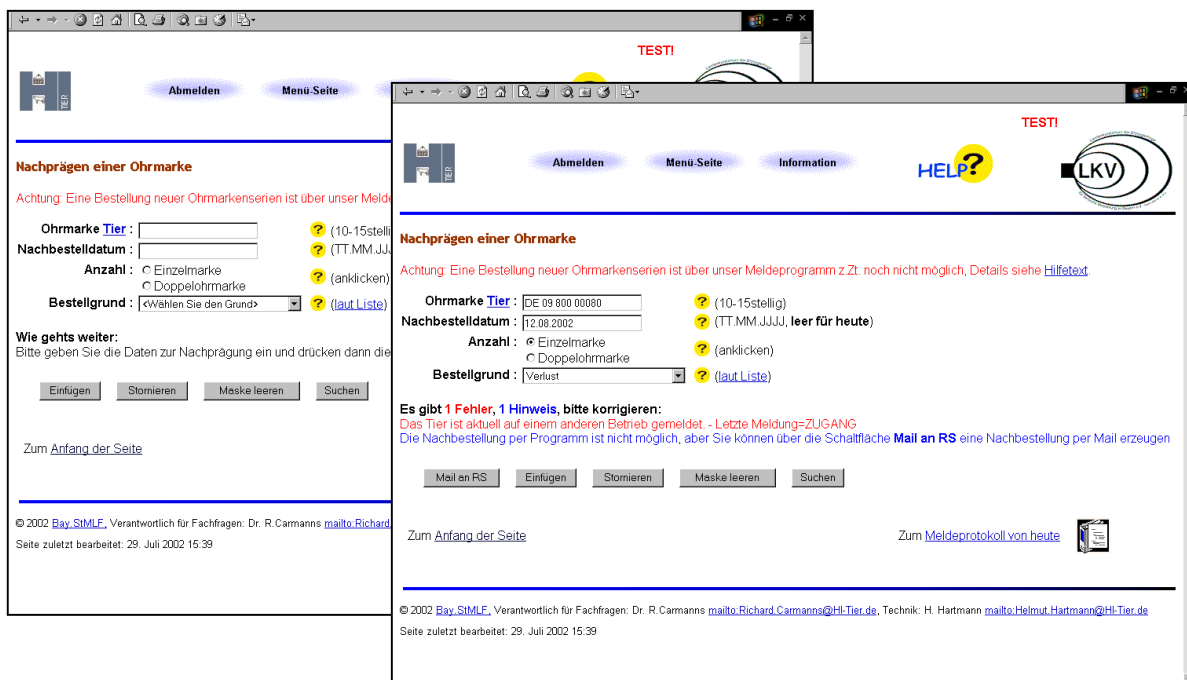 TEST!
TIER
Abmelden Menü-Seite
Nachprägen einer Ohrmarke
Achtung: Eine Bestellung neuer Ohrmarkenserien ist über unser Melde
Ohrmarke Tier : ? (10-15stelli
Nachbestelldatum : ? (TT.MM.JJ
Anzahl : Einzelmarke
Doppelohrmarke ? (anklicken)
Bestellgrund : <Wählen Sie den Grund> ? (laut Liste)
Wie gehts weiter:
Bitte geben Sie die Daten zur Nachprägung ein und drücken dann die
Einfügen Stornieren Maske leeren Suchen
Zum Anfang der Seite
© 2002 Bay.StMLF, Verantwortlich für Fachfragen: Dr. R.Carmanns mailto:Richard
Seite zuletzt bearbeitet: 29. Juli 2002 15:39
TEST!
TIER
Abmelden Menü-Seite Information HELP? LKV
Nachprägen einer Ohrmarke
Achtung: Eine Bestellung neuer Ohrmarkenserien ist über unser Meldeprogramm z.Zt. noch nicht möglich, Details siehe Hilfetext.
Ohrmarke Tier : DE 09 800 00080 ? (10-15stellig)
Nachbestelldatum : 12.08.2002 ? (TT.MM.JJJJ, leer für heute)
Anzahl : Einzelmarke
Doppelohrmarke ? (anklicken)
Bestellgrund : Verlust ? (laut Liste)
Es gibt 1 Fehler, 1 Hinweis, bitte korrigieren:
Das Tier ist aktuell auf einem anderen Betrieb gemeldet. - Letzte Meldung=ZUGANG
Die Nachbestellung per Programm ist nicht möglich, aber Sie können über die Schaltfläche Mail an RS eine Nachbestellung per Mail erzeugen
Mail an RS Einfügen Stornieren Maske leeren Suchen
Zum Anfang der Seite Zum Meldeprotokoll von heute
© 2002 Bay.StMLF, Verantwortlich für Fachfragen: Dr. R.Carmanns mailto:Richard.Carmanns@HI-Tier.de, Technik: H. Hartmann mailto:Helmut.Hartmann@HI-Tier.de
Seite zuletzt bearbeitet: 29. Juli 2002 15:39